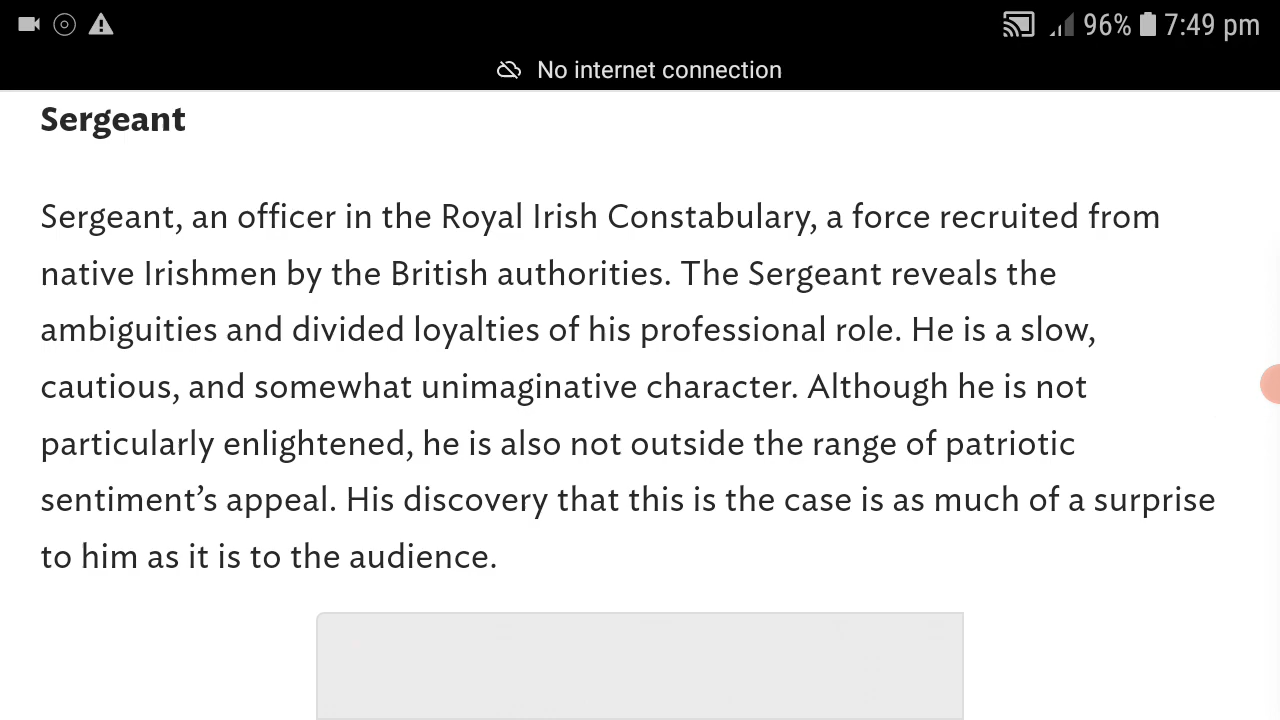 96% 7:49 pm
No internet connection
Sergeant
Sergeant, an officer in the Royal Irish Constabulary, a force recruited from
native Irishmen by the British authorities. The Sergeant reveals the
ambiguities and divided loyalties of his professional role. He is a slow,
cautious, and somewhat unimaginative character. Although he is not
particularly enlightened, he is also not outside the range of patriotic
sentiment’s appeal. His discovery that this is the case is as much of a surprise
to him as it is to the audience.